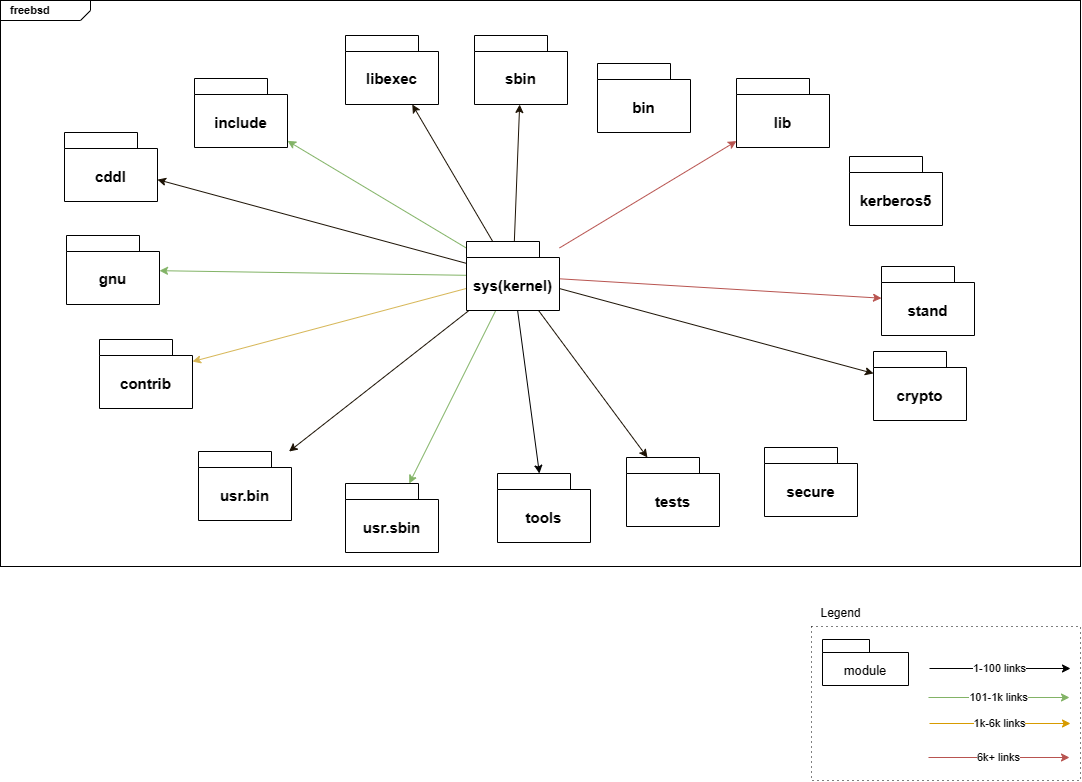 freebsd
libexec
sbin
bin
include
lib
cddl
kerberos5
gnu
sys(kernel)
stand
contrib
crypto
usr.bin
usr.sbin
tools
tests
secure
Legend
module
1-100 links
101-1k links
1k-6k links
6k+ links